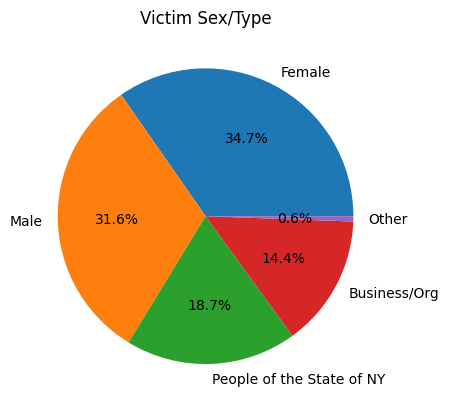 Victim Sex/Type
Female
34.7%
Male
31.6%
0.6%
Other
14.4%
Business/Org
18.7%
People of the State of NY